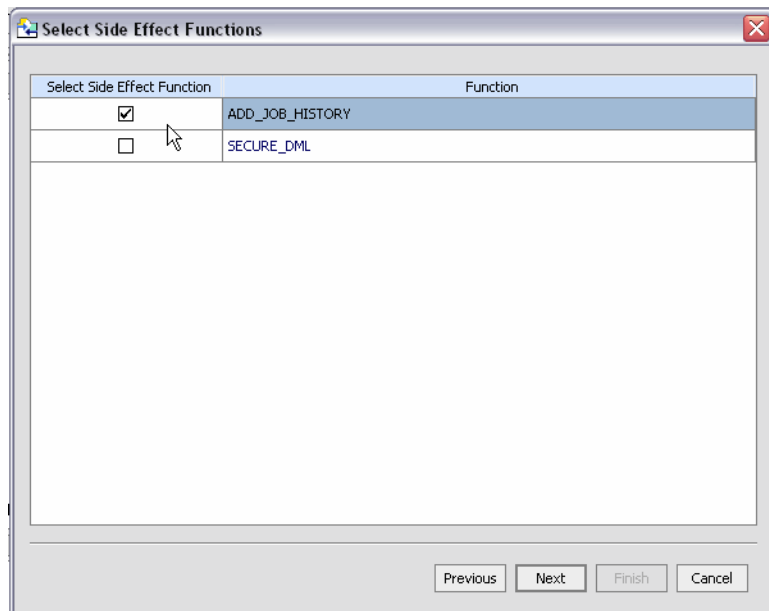 Select Side Effect Functions
Select Side Effect Function Function
ADD_JOB_HISTORY
SECURE_DML
Previous Next Finish Cancel